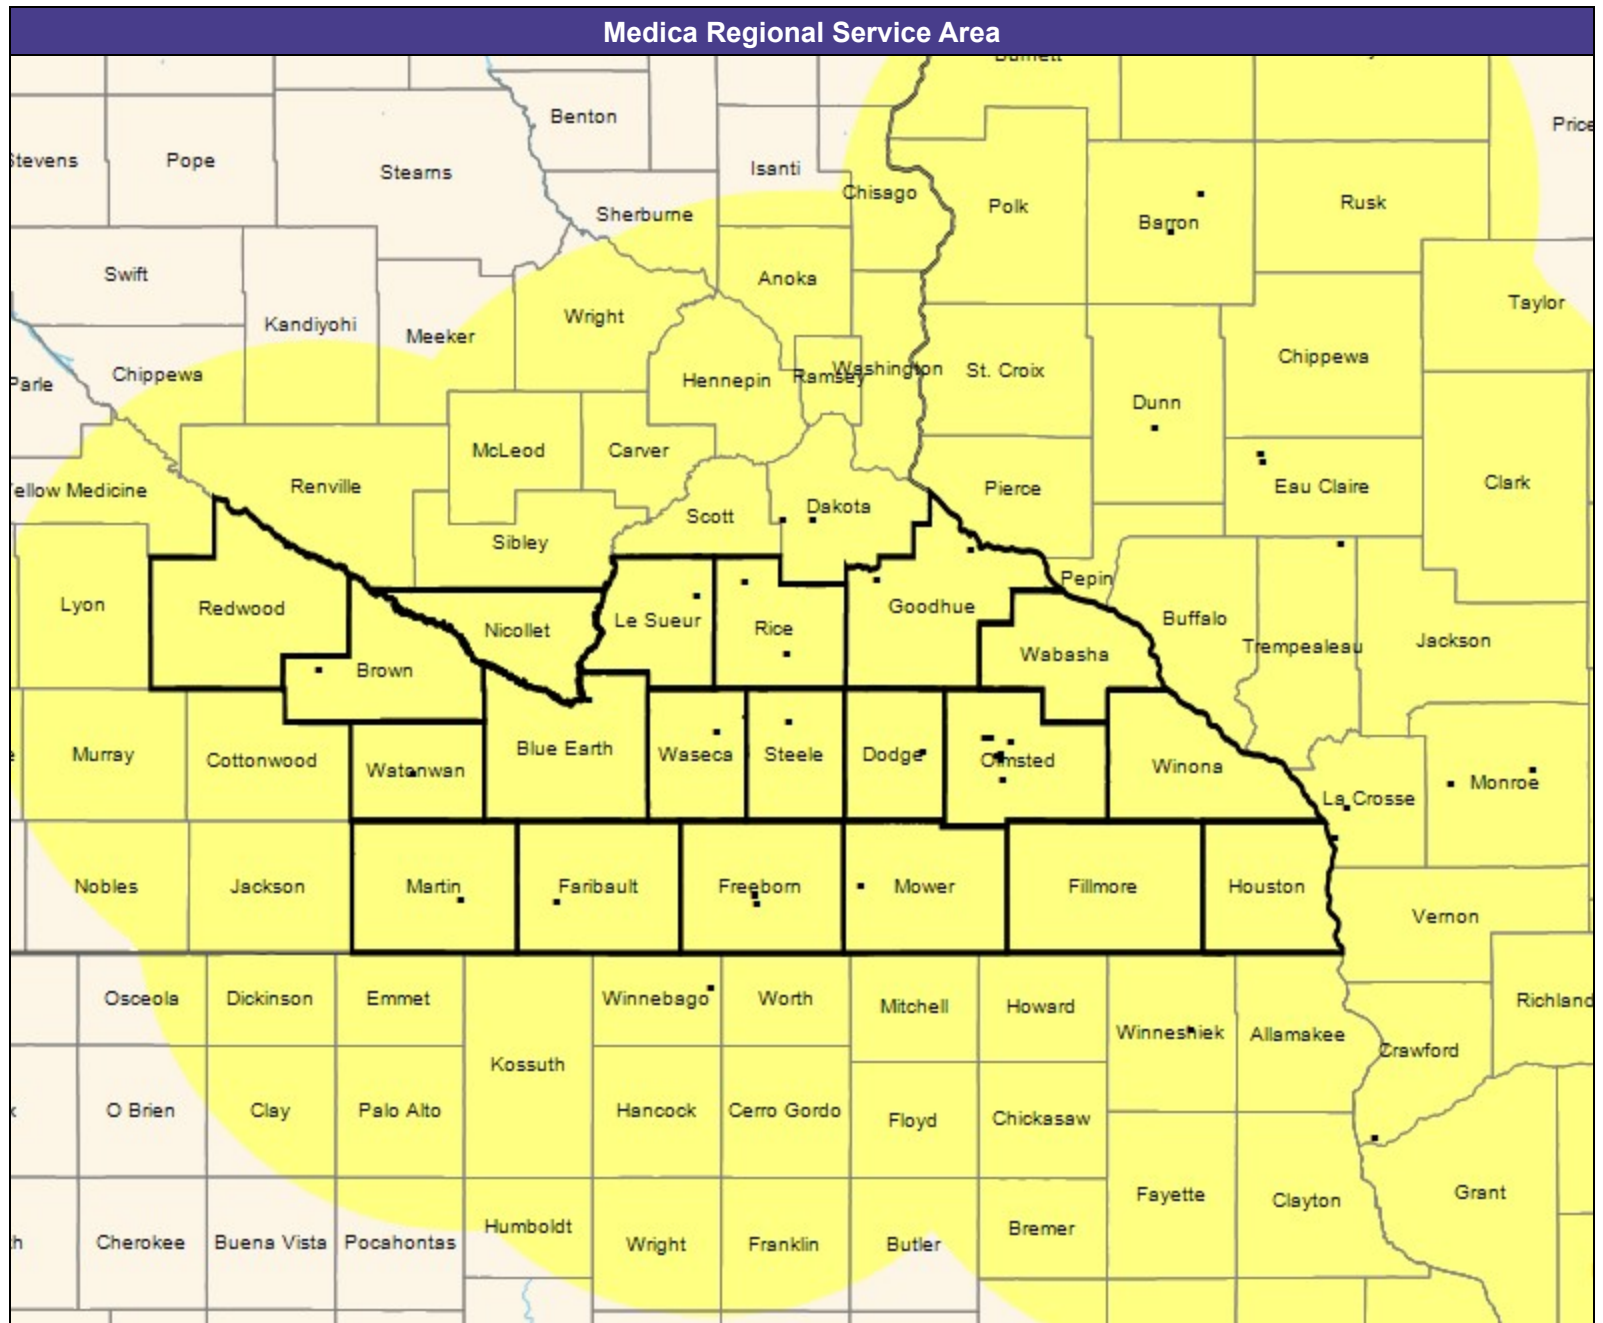 Medica Regional Service Area
Burnett
Benton
Price
Stevens
Pope
Stearns
Isanti
Chisago
Sherburne
Polk
Barron
Rusk
Swift
Anoka
Taylor
Kandiyohi
Wright
Meeker
Chippewa
Parle
Chippewa
Hennepin
Ramsey
Washington
St. Croix
Dunn
McLeod
Carver
Yellow Medicine
Renville
Scott
Dakota
Pierce
Eau Claire
Clark
Sibley
Pepin
Lyon
Redwood
Nicollet
Le Sueur
Rice
Goodhue
Buffalo
Trempealeau
Jackson
Brown
Wabasha
Murray
Cottonwood
Watonwan
Blue Earth
Waseca
Steele
Dodge
Olmsted
Winona
La Crosse
Monroe
Nobles
Jackson
Martin
Faribault
Freeborn
Mower
Fillmore
Houston
Vernon
Osceola
Dickinson
Emmet
Winnebago
Worth
Mitchell
Howard
Richland
Winneshiek
Allamakee
Crawford
Kossuth
O Brien
Clay
Palo Alto
Hancock
Cerro Gordo
Floyd
Chickasaw
Fayette
Clayton
Grant
Cherokee
Buena Vista
Pocahontas
Humboldt
Wright
Franklin
Butler
Bremer